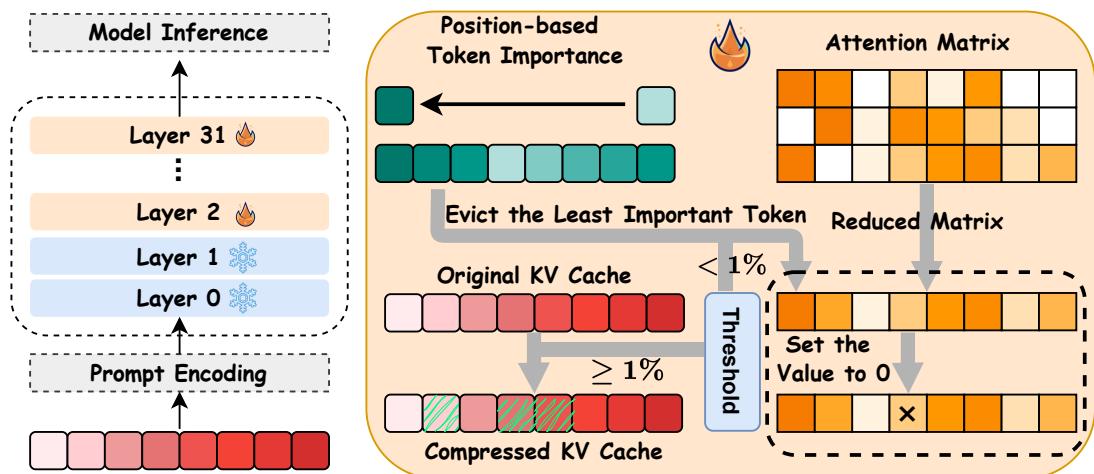 Model Inference
Layer 31
⋮
Layer 2
Layer 1
Layer 0
Prompt Encoding
Position-based
Token Importance
Attention Matrix
Evict the Least Important Token
Reduced Matrix
< 1%
Original KV Cache
Threshold
≥ 1%
Set the
Value to 0
×
Compressed KV Cache